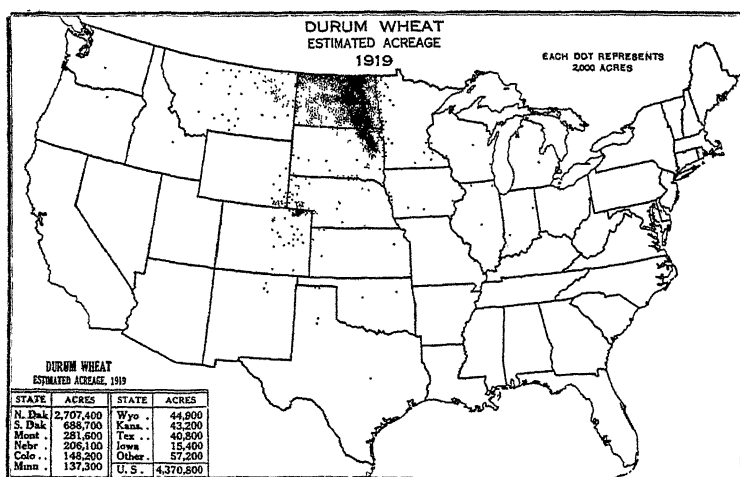 DURUM WHEAT
ESTIMATED ACREAGE
1919
EACH DOT REPRESENTS
2,000 ACRES
DURUM WHEAT
ESTIMATED ACREAGE, 1919
STATE ACRES STATE ACRES
N. Dak 2,707,400 Wyo . 44,900
S. Dak 688,700 Kans. 43,200
Mont . 281,600 Tex . . 40,800
Nebr . 206,100 Iowa . 15,400
Colo . . 148,200 Other . 57,200
Minn . 137,300 U. S . 4,370,800